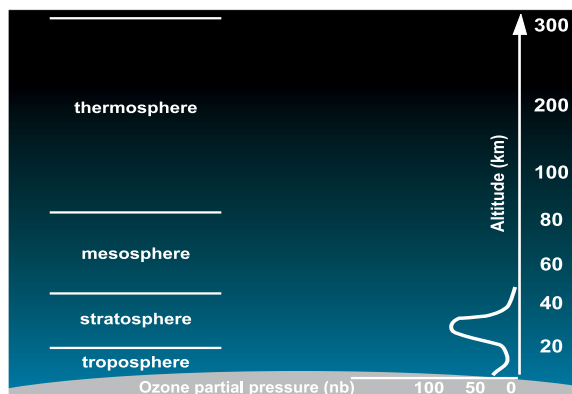 300
thermosphere
200
Altitude (km)
100
80
mesosphere
60
40
stratosphere
20
troposphere
Ozone partial pressure (nb) 100 50 0